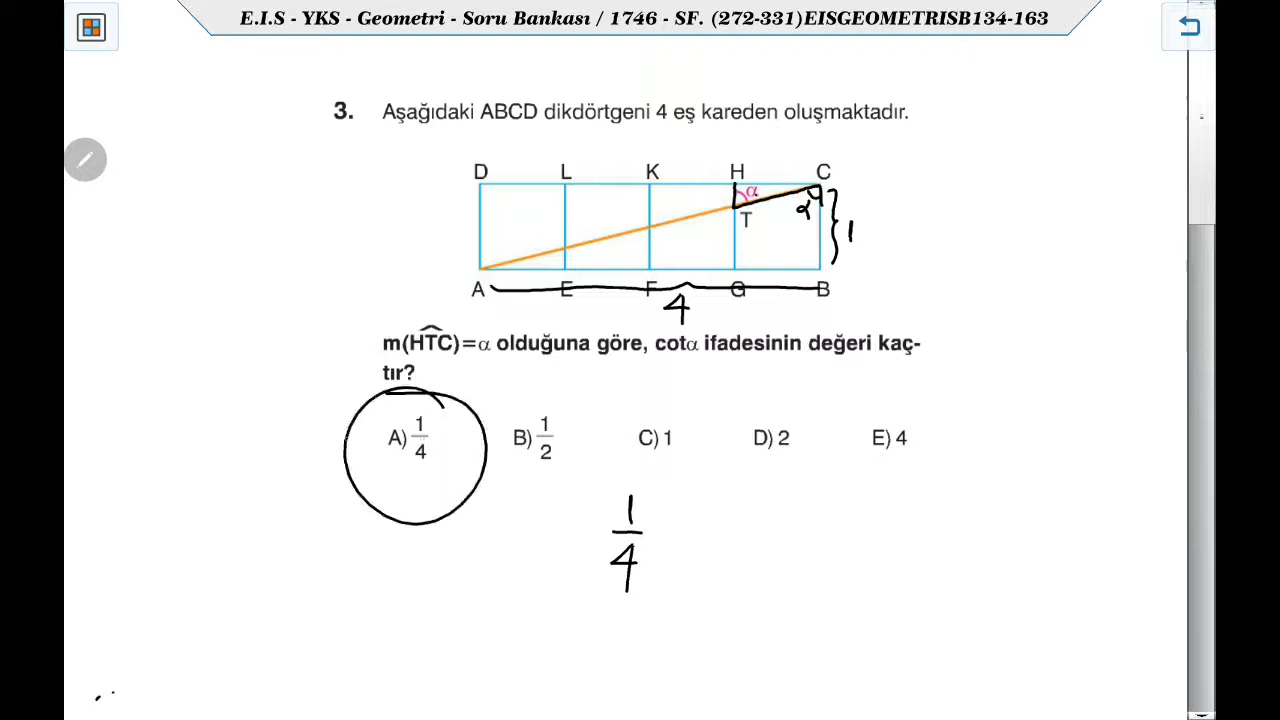 E.I.S - YKS - Geometri - Soru Bankası / 1746 - SF. (272-331)EISGEOMETRISB134-163
3. Aşağıdaki ABCD dikdörtgeni 4 eş kareden oluşmaktadır.
D L K H C
α
α
T
1
A E F G B
4
m(HTC)=α olduğuna göre, cotα ifadesinin değeri kaç-
tır?
A) 1/4 B) 1/2 C) 1 D) 2 E) 4
1
4